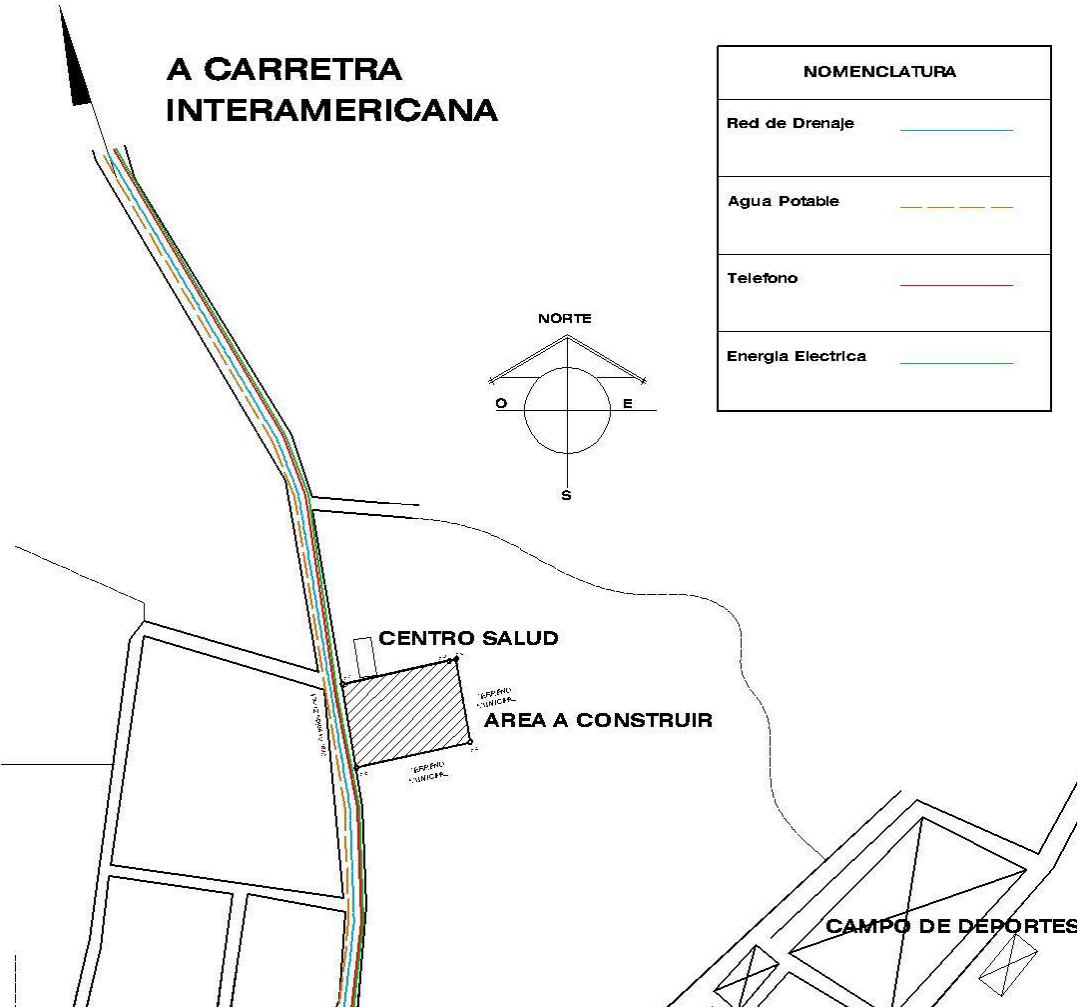 A CARRETRA
INTERAMERICANA
NOMENCLATURA
Red de Drenaje
Agua Potable
Telefono
Energia Electrica
NORTE
O
E
S
CENTRO SALUD
AREA A CONSTRUIR
CAMPO DE DEPORTES